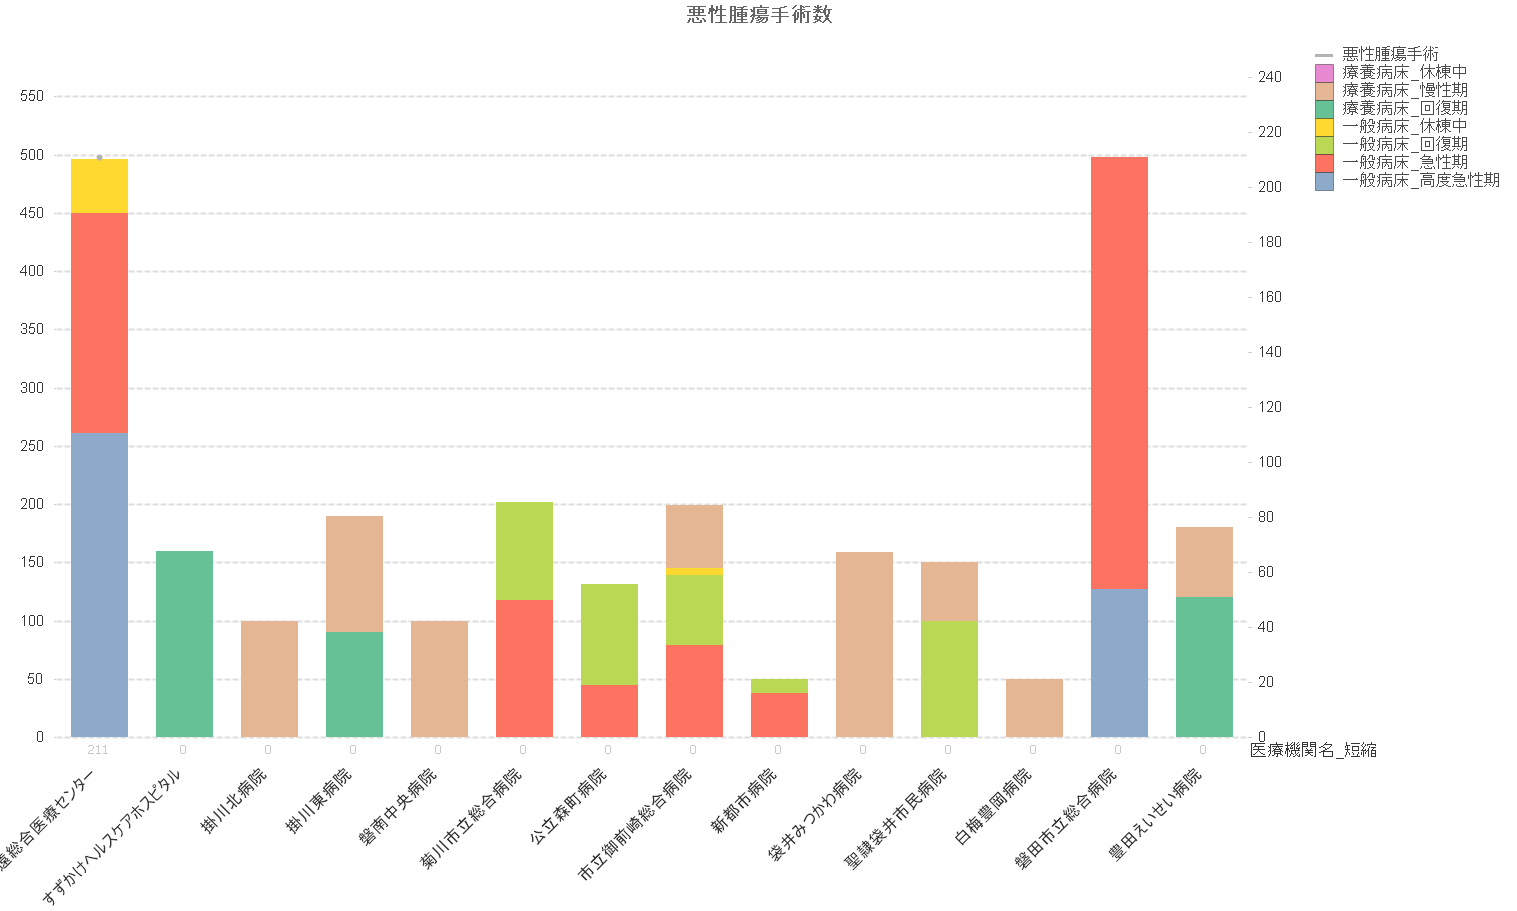 悪性腫瘍手術数
悪性腫瘍手術
療養病床_休棟中
療養病床_慢性期
療養病床_回復期
一般病床_休棟中
一般病床_回復期
一般病床_急性期
一般病床_高度急性期
550
500
450
400
350
300
250
200
150
100
50
0
240
220
200
180
160
140
120
100
80
60
40
20
0
211
0
0
0
0
0
0
0
0
0
0
0
0
0
医療機関名_短縮
遠総合医療センター
すずかけヘルスケアホスピタル
掛川北病院
掛川東病院
磐南中央病院
菊川市立総合病院
公立森町病院
市立御前崎総合病院
新都市病院
袋井みつかわ病院
聖隷袋井市民病院
白梅豊岡病院
磐田市立総合病院
豊田えいせい病院